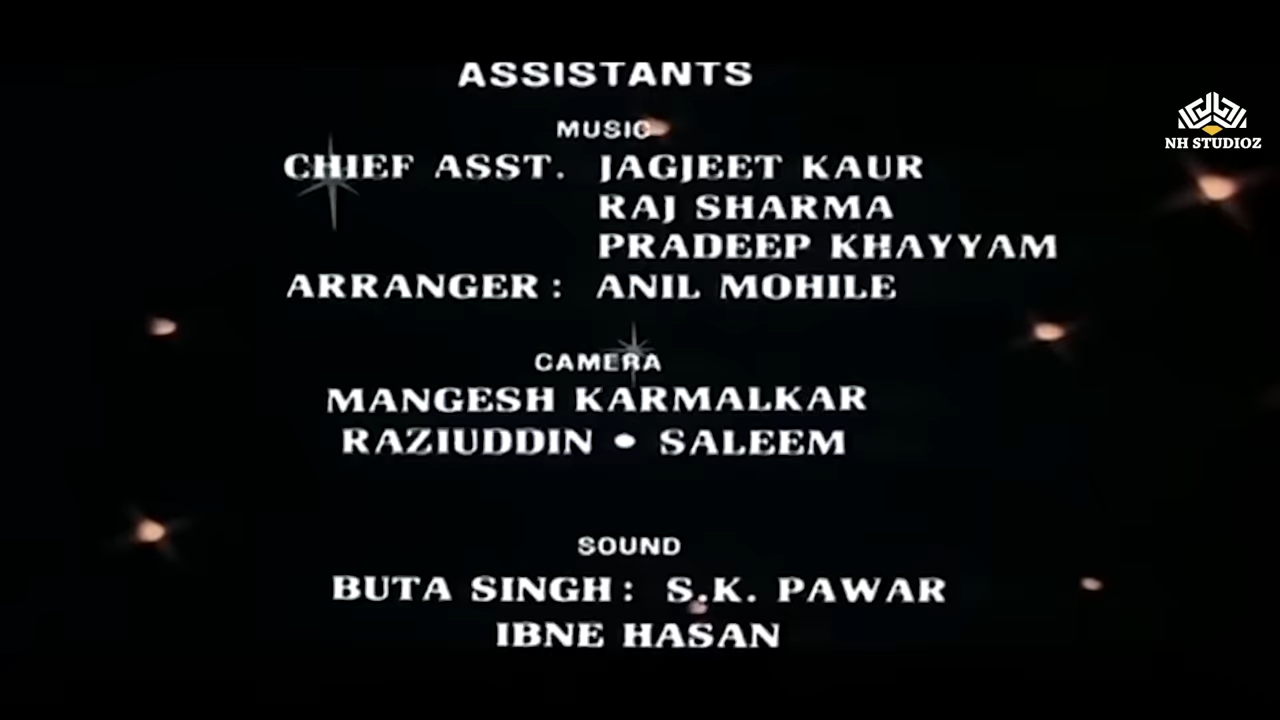 ASSISTANTS
MUSIC
CHIEF ASST. JAGJEET KAUR
RAJ SHARMA
PRADEEP KHAYYAM
ARRANGER : ANIL MOHILE
CAMERA
MANGESH KARMALKAR
RAZIUDDIN • SALEEM
SOUND
BUTA SINGH : S.K. PAWAR
IBNE HASAN
NH STUDIOZ